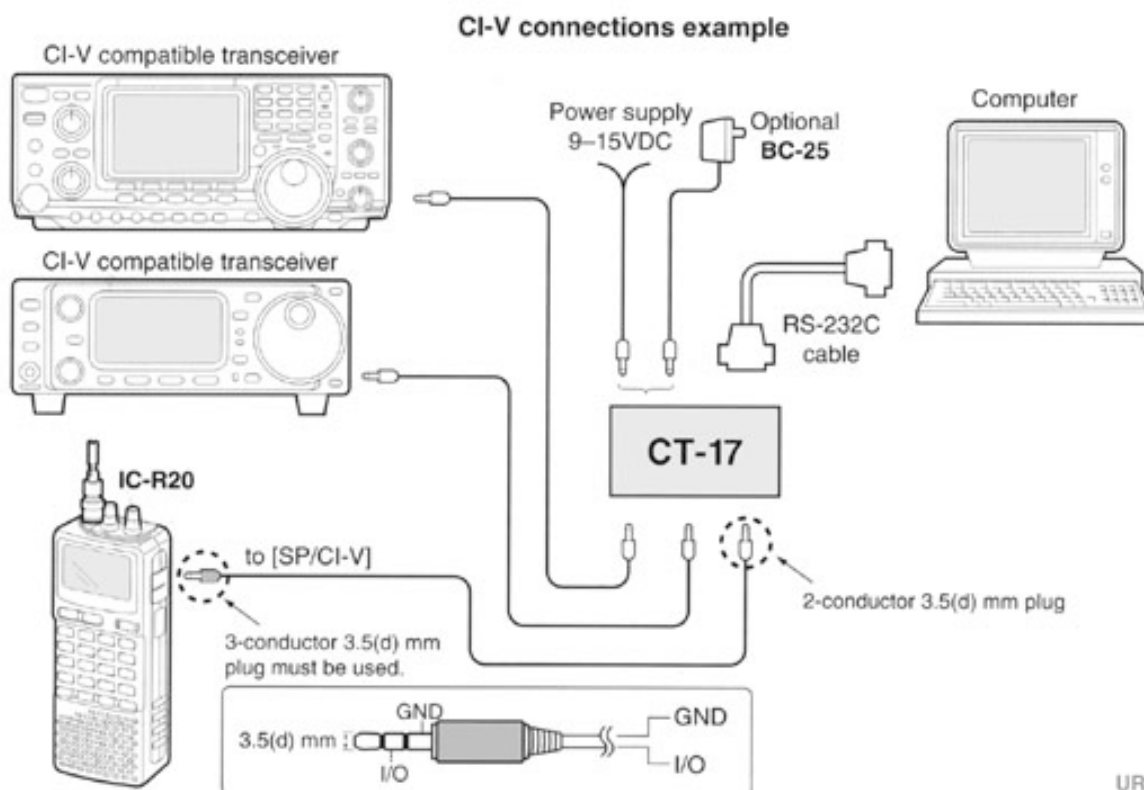 CI-V connections example
CI-V compatible transceiver
Power supply
9–15VDC
Optional
BC-25
Computer
CI-V compatible transceiver
RS-232C
cable
CT-17
IC-R20
to [SP/CI-V]
2-conductor 3.5(d) mm plug
3-conductor 3.5(d) mm
plug must be used.
GND
GND
3.5(d) mm
I/O
I/O
UR